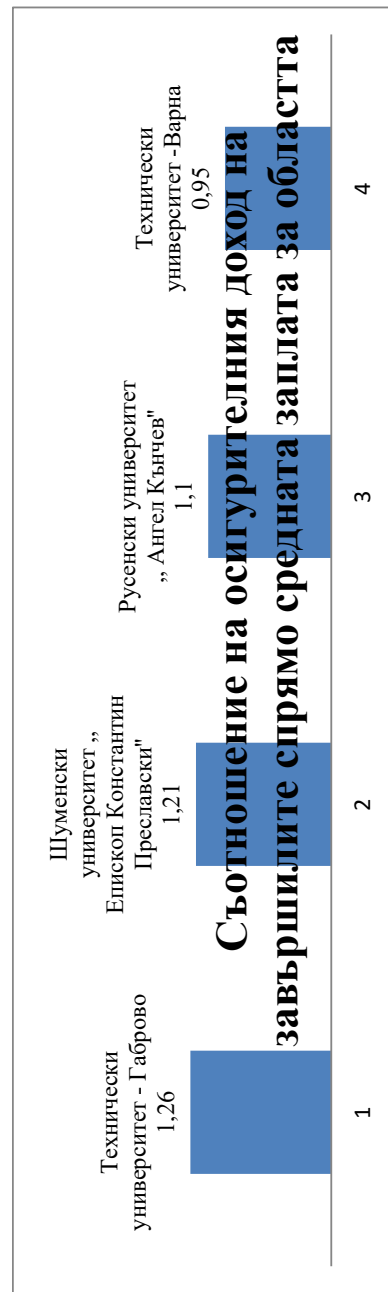 Технически
университет - Габрово
1,26
Шуменски
университет „
Епископ Константин
Преславски"
1,21
Русенски университет
„ Ангел Кънчев"
1,1
Технически
университет -Варна
0,95
Съотношение на осигурителния доход на
завършилите спрямо средната заплата за областта
1
2
3
4